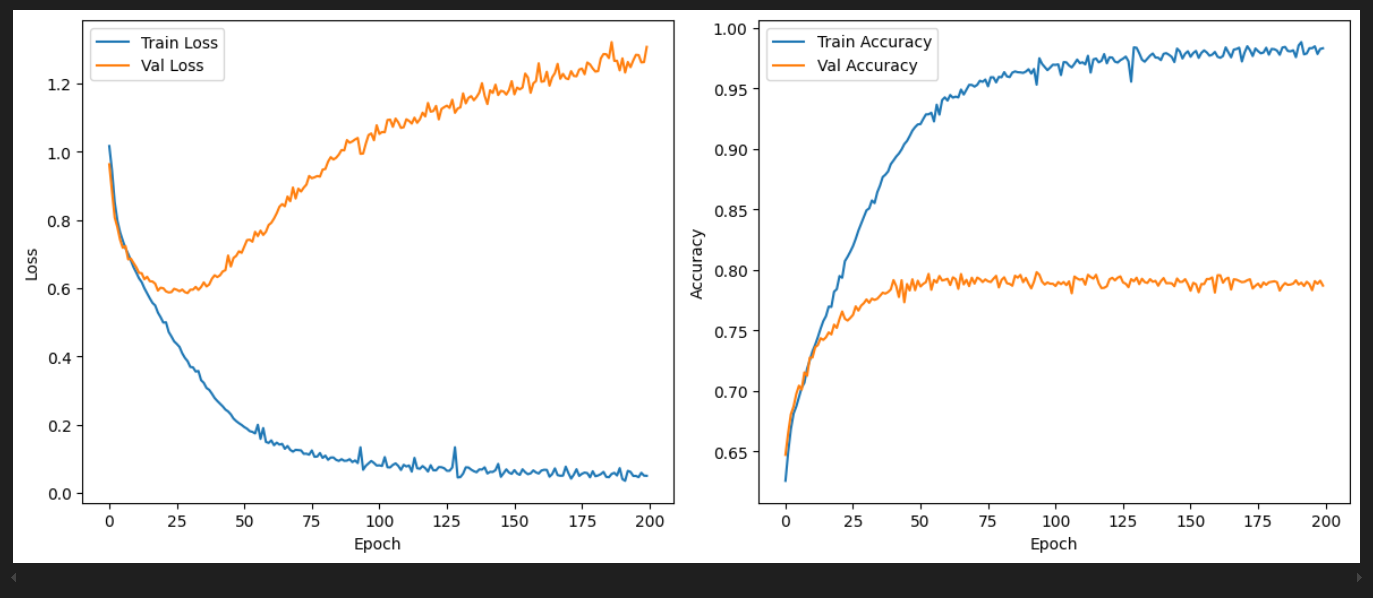 Train Loss
Val Loss
1.2
1.0
0.8
0.6
0.4
0.2
0.0
Loss
0 25 50 75 100 125 150 175 200
Epoch
Train Accuracy
Val Accuracy
1.00
0.95
0.90
0.85
0.80
0.75
0.70
0.65
Accuracy
0 25 50 75 100 125 150 175 200
Epoch